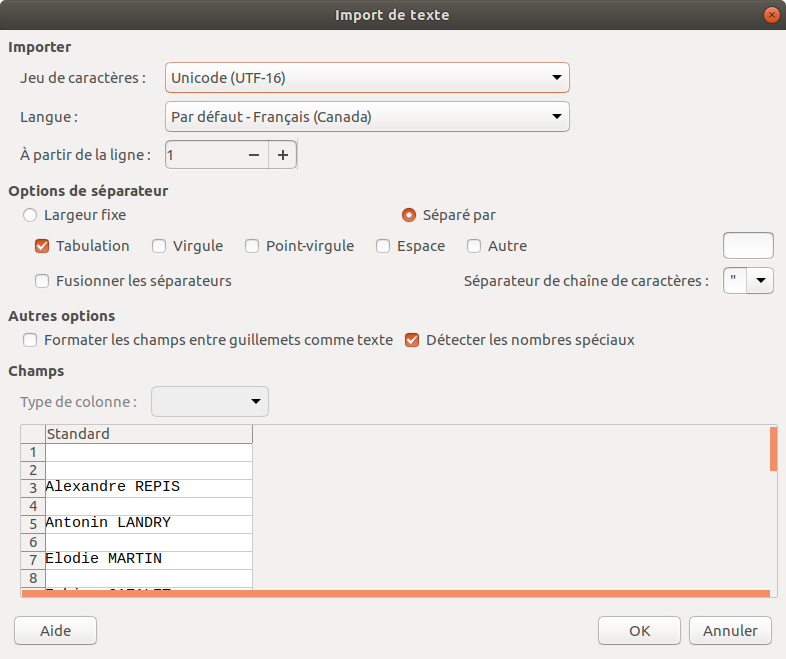 Import de texte
Importer
Jeu de caractères :
Unicode (UTF-16)
Langue :
Par défaut - Français (Canada)
À partir de la ligne :
1
Options de séparateur
Largeur fixe
Séparé par
Tabulation
Virgule
Point-virgule
Espace
Autre
Fusionner les séparateurs
Séparateur de chaîne de caractères :
"
Autres options
Formater les champs entre guillemets comme texte
Détecter les nombres spéciaux
Champs
Type de colonne :
Standard
1
2
3 Alexandre REPIS
4
5 Antonin LANDRY
6
7 Elodie MARTIN
8
Aide
OK
Annuler